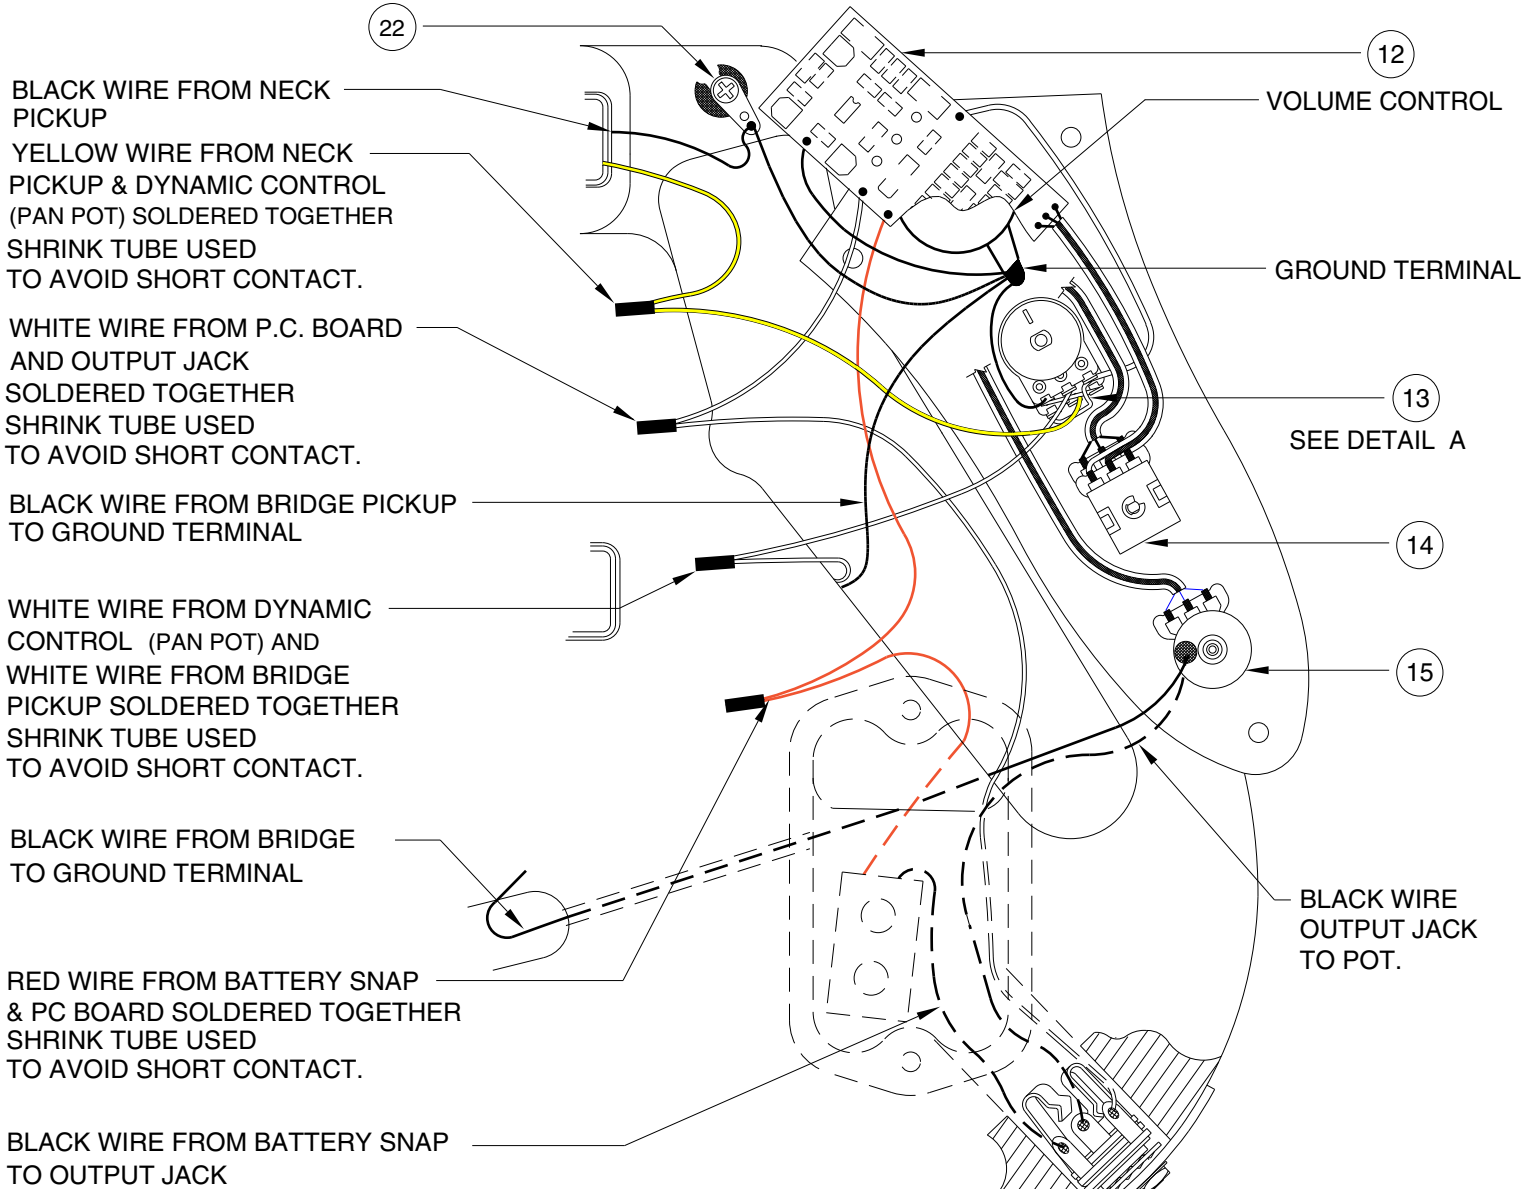 22
12
BLACK WIRE FROM NECK
PICKUP
VOLUME CONTROL
YELLOW WIRE FROM NECK
PICKUP & DYNAMIC CONTROL
(PAN POT) SOLDERED TOGETHER
SHRINK TUBE USED
TO AVOID SHORT CONTACT.
GROUND TERMINAL
WHITE WIRE FROM P.C. BOARD
AND OUTPUT JACK
SOLDERED TOGETHER
SHRINK TUBE USED
TO AVOID SHORT CONTACT.
13
SEE DETAIL A
BLACK WIRE FROM BRIDGE PICKUP
TO GROUND TERMINAL
14
WHITE WIRE FROM DYNAMIC
CONTROL (PAN POT) AND
WHITE WIRE FROM BRIDGE
PICKUP SOLDERED TOGETHER
SHRINK TUBE USED
TO AVOID SHORT CONTACT.
15
BLACK WIRE FROM BRIDGE
TO GROUND TERMINAL
BLACK WIRE
OUTPUT JACK
TO POT.
RED WIRE FROM BATTERY SNAP
& PC BOARD SOLDERED TOGETHER
SHRINK TUBE USED
TO AVOID SHORT CONTACT.
BLACK WIRE FROM BATTERY SNAP
TO OUTPUT JACK